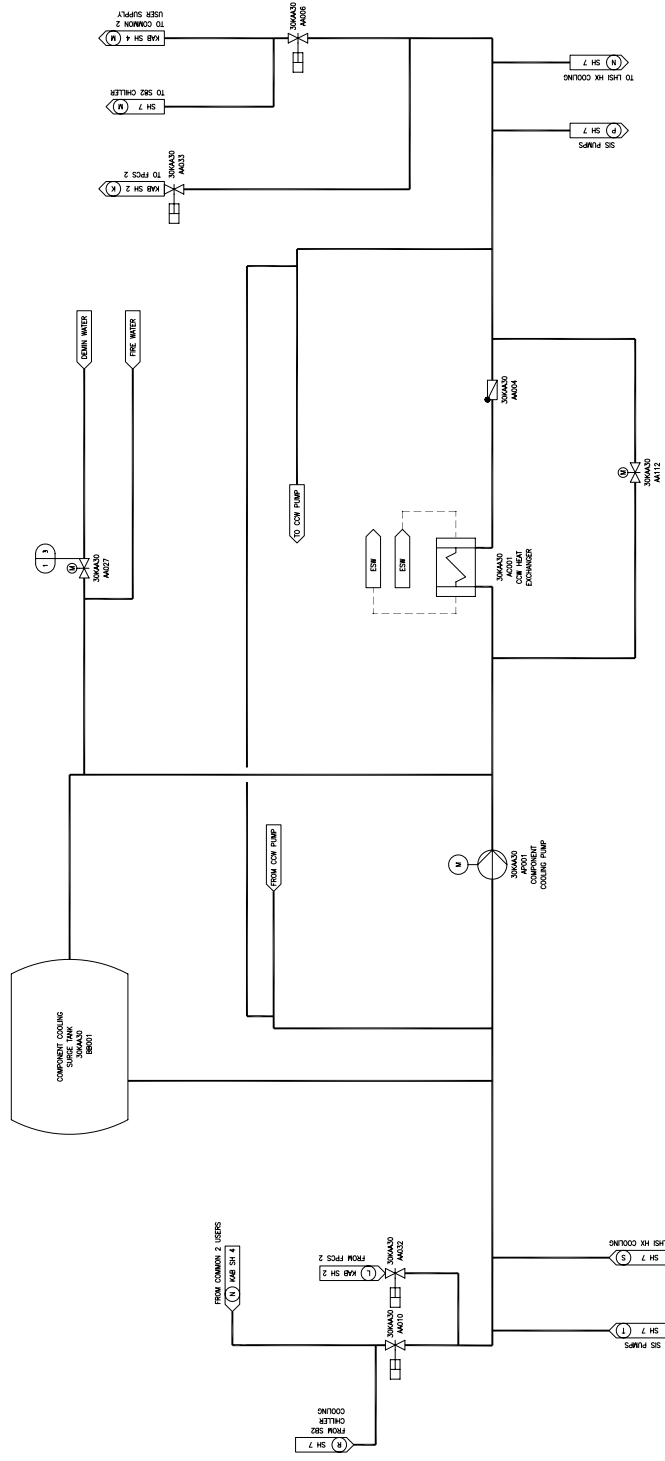 TO COMMON 2
USER SUPPLY
KAB SH 4 M
30KAA30
AA006
TO SB2 CHILLER
SH 7 M
TO FPCS 2
KAB SH 2 K
30KAA30
AA033
N SH 7
TO LHSI HX COOLING
P SH 7
SIS PUMPS
DEMIN WATER
FIRE WATER
1 3
M
30KAA30
AA027
TO CCW PUMP
30KAA30
AA004
M
30KAA30
AA112
ESW
ESW
30KAA30
AC001
CCW HEAT
EXCHANGER
FROM CCW PUMP
M
30KAA30
AP001
COMPONENT
COOLING PUMP
COMPONENT COOLING
SURGE TANK
30KAA30
BB001
FROM COMMON 2 USERS
N KAB SH 4
FROM FPCS 2
L KAB SH 2
30KAA30
AA032
30KAA30
AA010
FROM SB2
CHILLER
COOLING
R SH 7
S SH 7
LHSI HX COOLING
T SH 7
SIS PUMPS